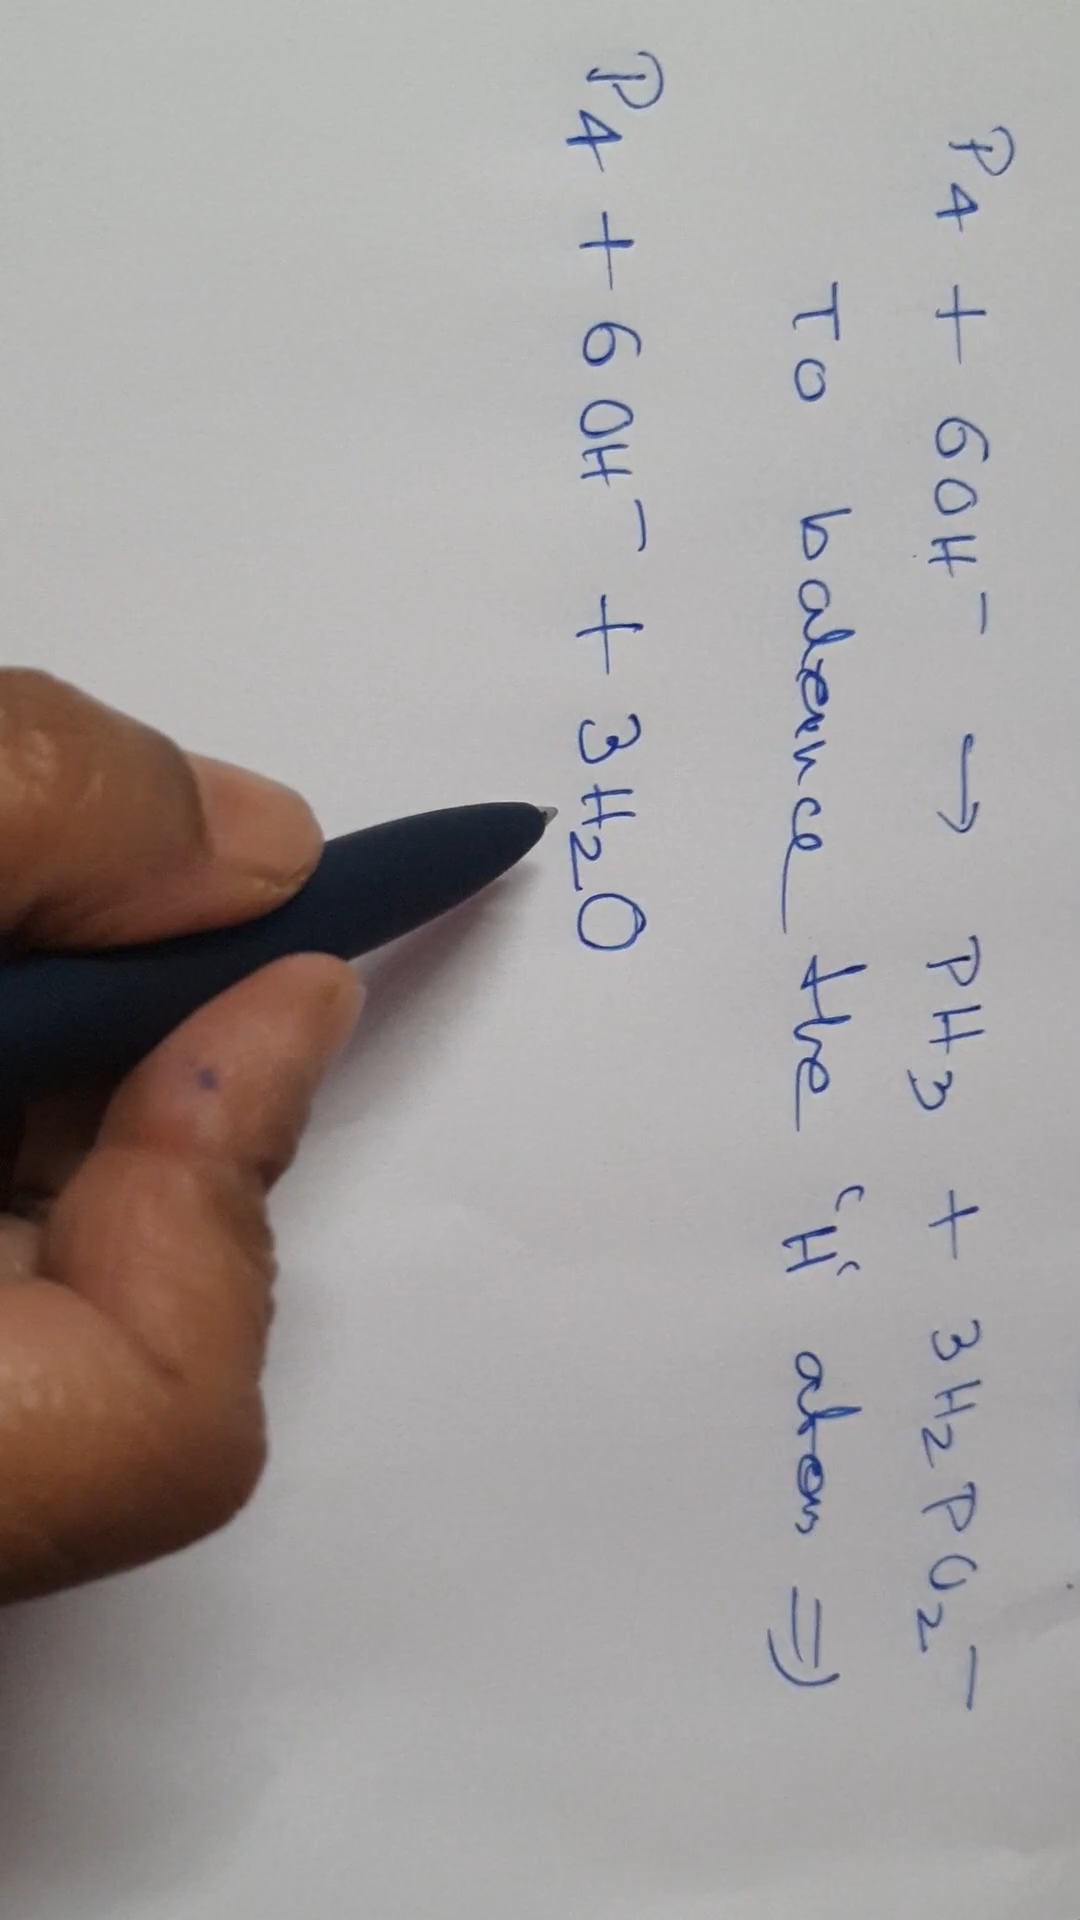 P4 + 6OH⁻ → PH3 + 3H2PO2⁻
To balance the "H" atom ⇒
P4 + 6OH⁻ + 3H2O